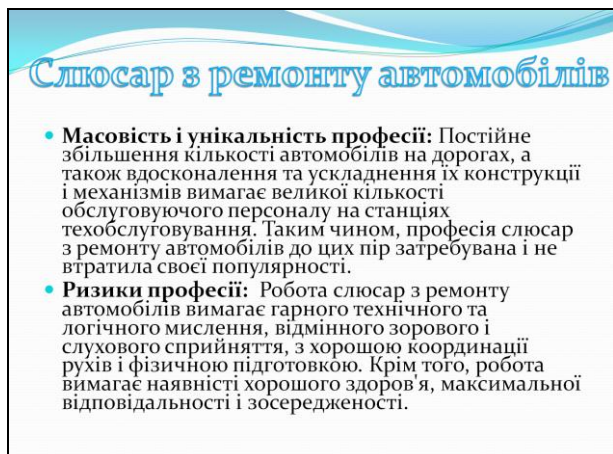 Слюсар з ремонту автомобілів
Масовість і унікальність професії: Постійне
збільшення кількості автомобілів на дорогах, а
також вдосконалення та ускладнення їх конструкції
і механізмів вимагає великої кількості
обслуговуючого персоналу на станціях
техобслуговування. Таким чином, професія слюсар
з ремонту автомобілів до цих пір затребувана і не
втратила своєї популярності.
Ризики професії: Робота слюсар з ремонту
автомобілів вимагає гарного технічного та
логічного мислення, відмінного зорового і
слухового сприйняття, з хорошою координації
рухів і фізичною підготовкою. Крім того, робота
вимагає наявністі хорошого здоров'я, максимальної
відповідальності і зосередженості.